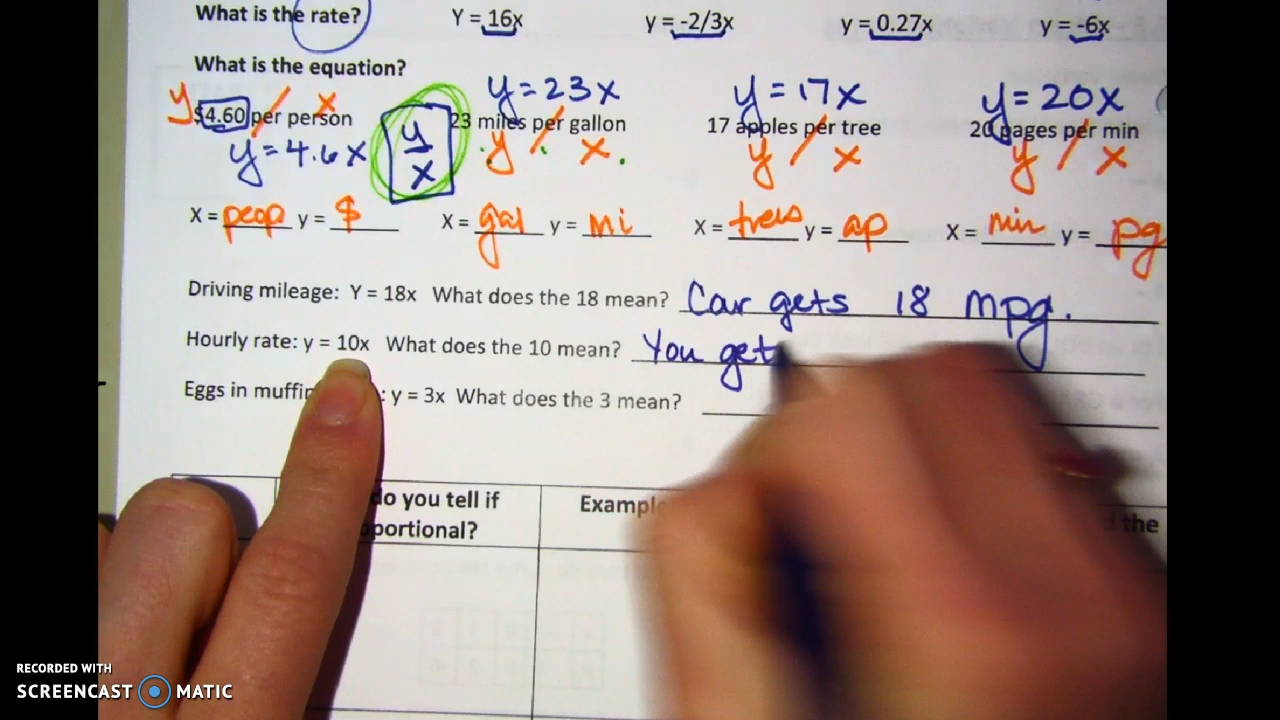 What is the rate? Y = 16x y = -2/3x y = 0.27x y = -6x
What is the equation?
y / x y = 23x y = 17x y = 20x
$4.60 per person y/x 23 miles per gallon 17 apples per tree 20 pages per min
y = 4.6x y / x y / x y / x
X = peop y = $ X = gal y = mi X = trees y = ap X = min y = pg
Driving mileage: Y = 18x What does the 18 mean? Car gets 18 mpg.
Hourly rate: y = 10x What does the 10 mean? You get
Eggs in : y = 3x What does the 3 mean?
do you tell if
the
RECORDED WITH
SCREENCAST MATIC